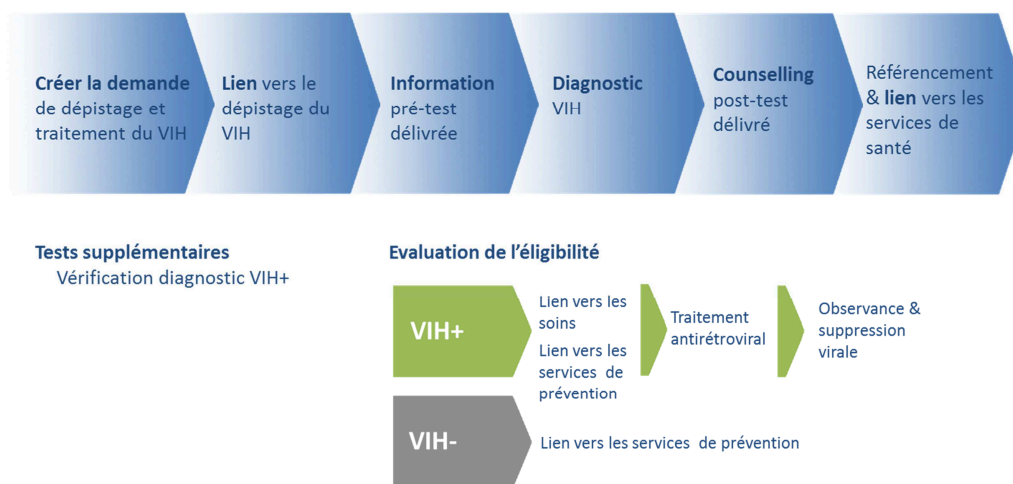 Créer la demande
de dépistage et
traitement du VIH
Lien vers le
dépistage du
VIH
Information
pré-test
délivrée
Diagnostic
VIH
Counselling
post-test
délivré
Référencement
& lien vers les
services de
santé
Tests supplémentaires
Vérification diagnostic VIH+
Evaluation de l’éligibilité
VIH+
Lien vers les
soins
Lien vers les
services de
prévention
Traitement
antirétroviral
Observance &
suppression
virale
VIH-
Lien vers les services de prévention